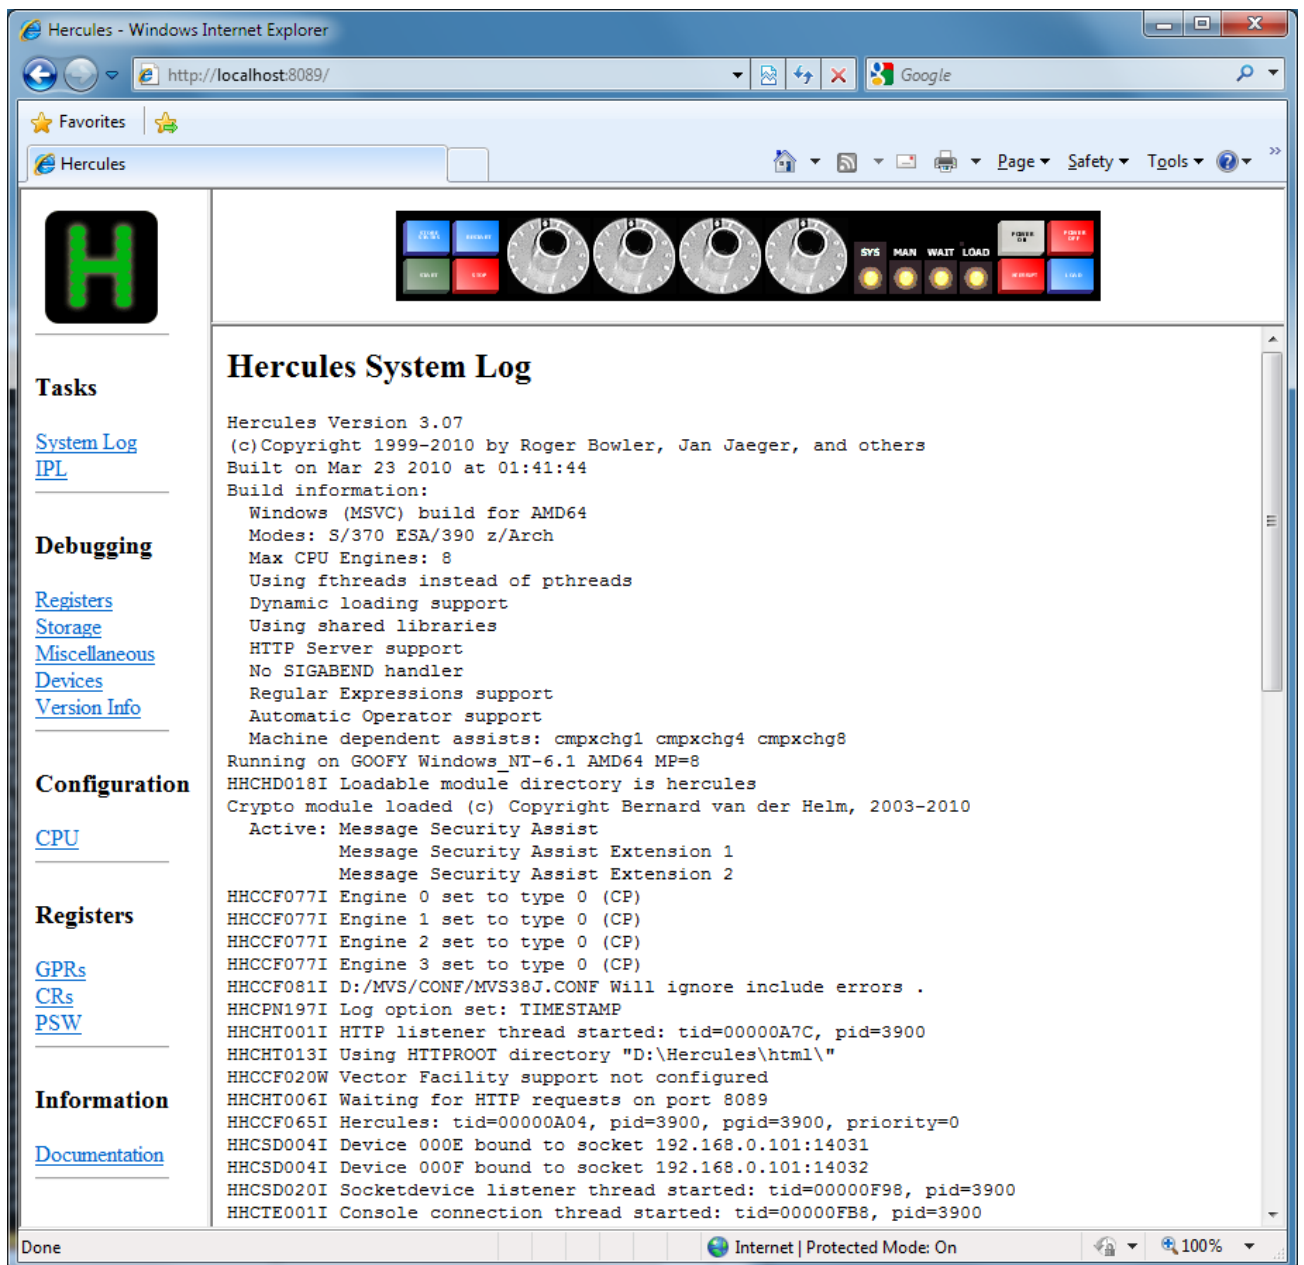 Hercules - Windows Internet Explorer
http://localhost:8089/
Google
Favorites
Hercules
Page
Safety
Tools
H
SYS MAN WAIT LOAD
START
STOP
POWER ON
POWER OFF
LOAD
Tasks
System Log
IPL
Debugging
Registers
Storage
Miscellaneous
Devices
Version Info
Configuration
CPU
Registers
GPRs
CRs
PSW
Information
Documentation
Hercules System Log
Hercules Version 3.07
(c)Copyright 1999-2010 by Roger Bowler, Jan Jaeger, and others
Built on Mar 23 2010 at 01:41:44
Build information:
Windows (MSVC) build for AMD64
Modes: S/370 ESA/390 z/Arch
Max CPU Engines: 8
Using fthreads instead of pthreads
Dynamic loading support
Using shared libraries
HTTP Server support
No SIGABEND handler
Regular Expressions support
Automatic Operator support
Machine dependent assists: cmpxchg1 cmpxchg4 cmpxchg8
Running on GOOFY Windows_NT-6.1 AMD64 MP=8
HHCHD018I Loadable module directory is hercules
Crypto module loaded (c) Copyright Bernard van der Helm, 2003-2010
Active: Message Security Assist
Message Security Assist Extension 1
Message Security Assist Extension 2
HHCCF077I Engine 0 set to type 0 (CP)
HHCCF077I Engine 1 set to type 0 (CP)
HHCCF077I Engine 2 set to type 0 (CP)
HHCCF077I Engine 3 set to type 0 (CP)
HHCCF081I D:/MVS/CONF/MVS38J.CONF Will ignore include errors .
HHCPN197I Log option set: TIMESTAMP
HHCHT001I HTTP listener thread started: tid=00000A7C, pid=3900
HHCHT013I Using HTTPROOT directory "D:\Hercules\html\"
HHCCF020W Vector Facility support not configured
HHCHT006I Waiting for HTTP requests on port 8089
HHCCF065I Hercules: tid=00000A04, pid=3900, pgid=3900, priority=0
HHCSD004I Device 000E bound to socket 192.168.0.101:14031
HHCSD004I Device 000F bound to socket 192.168.0.101:14032
HHCSD020I Socketdevice listener thread started: tid=00000F98, pid=3900
HHCTE001I Console connection thread started: tid=00000FB8, pid=3900
Done
Internet | Protected Mode: On
100%